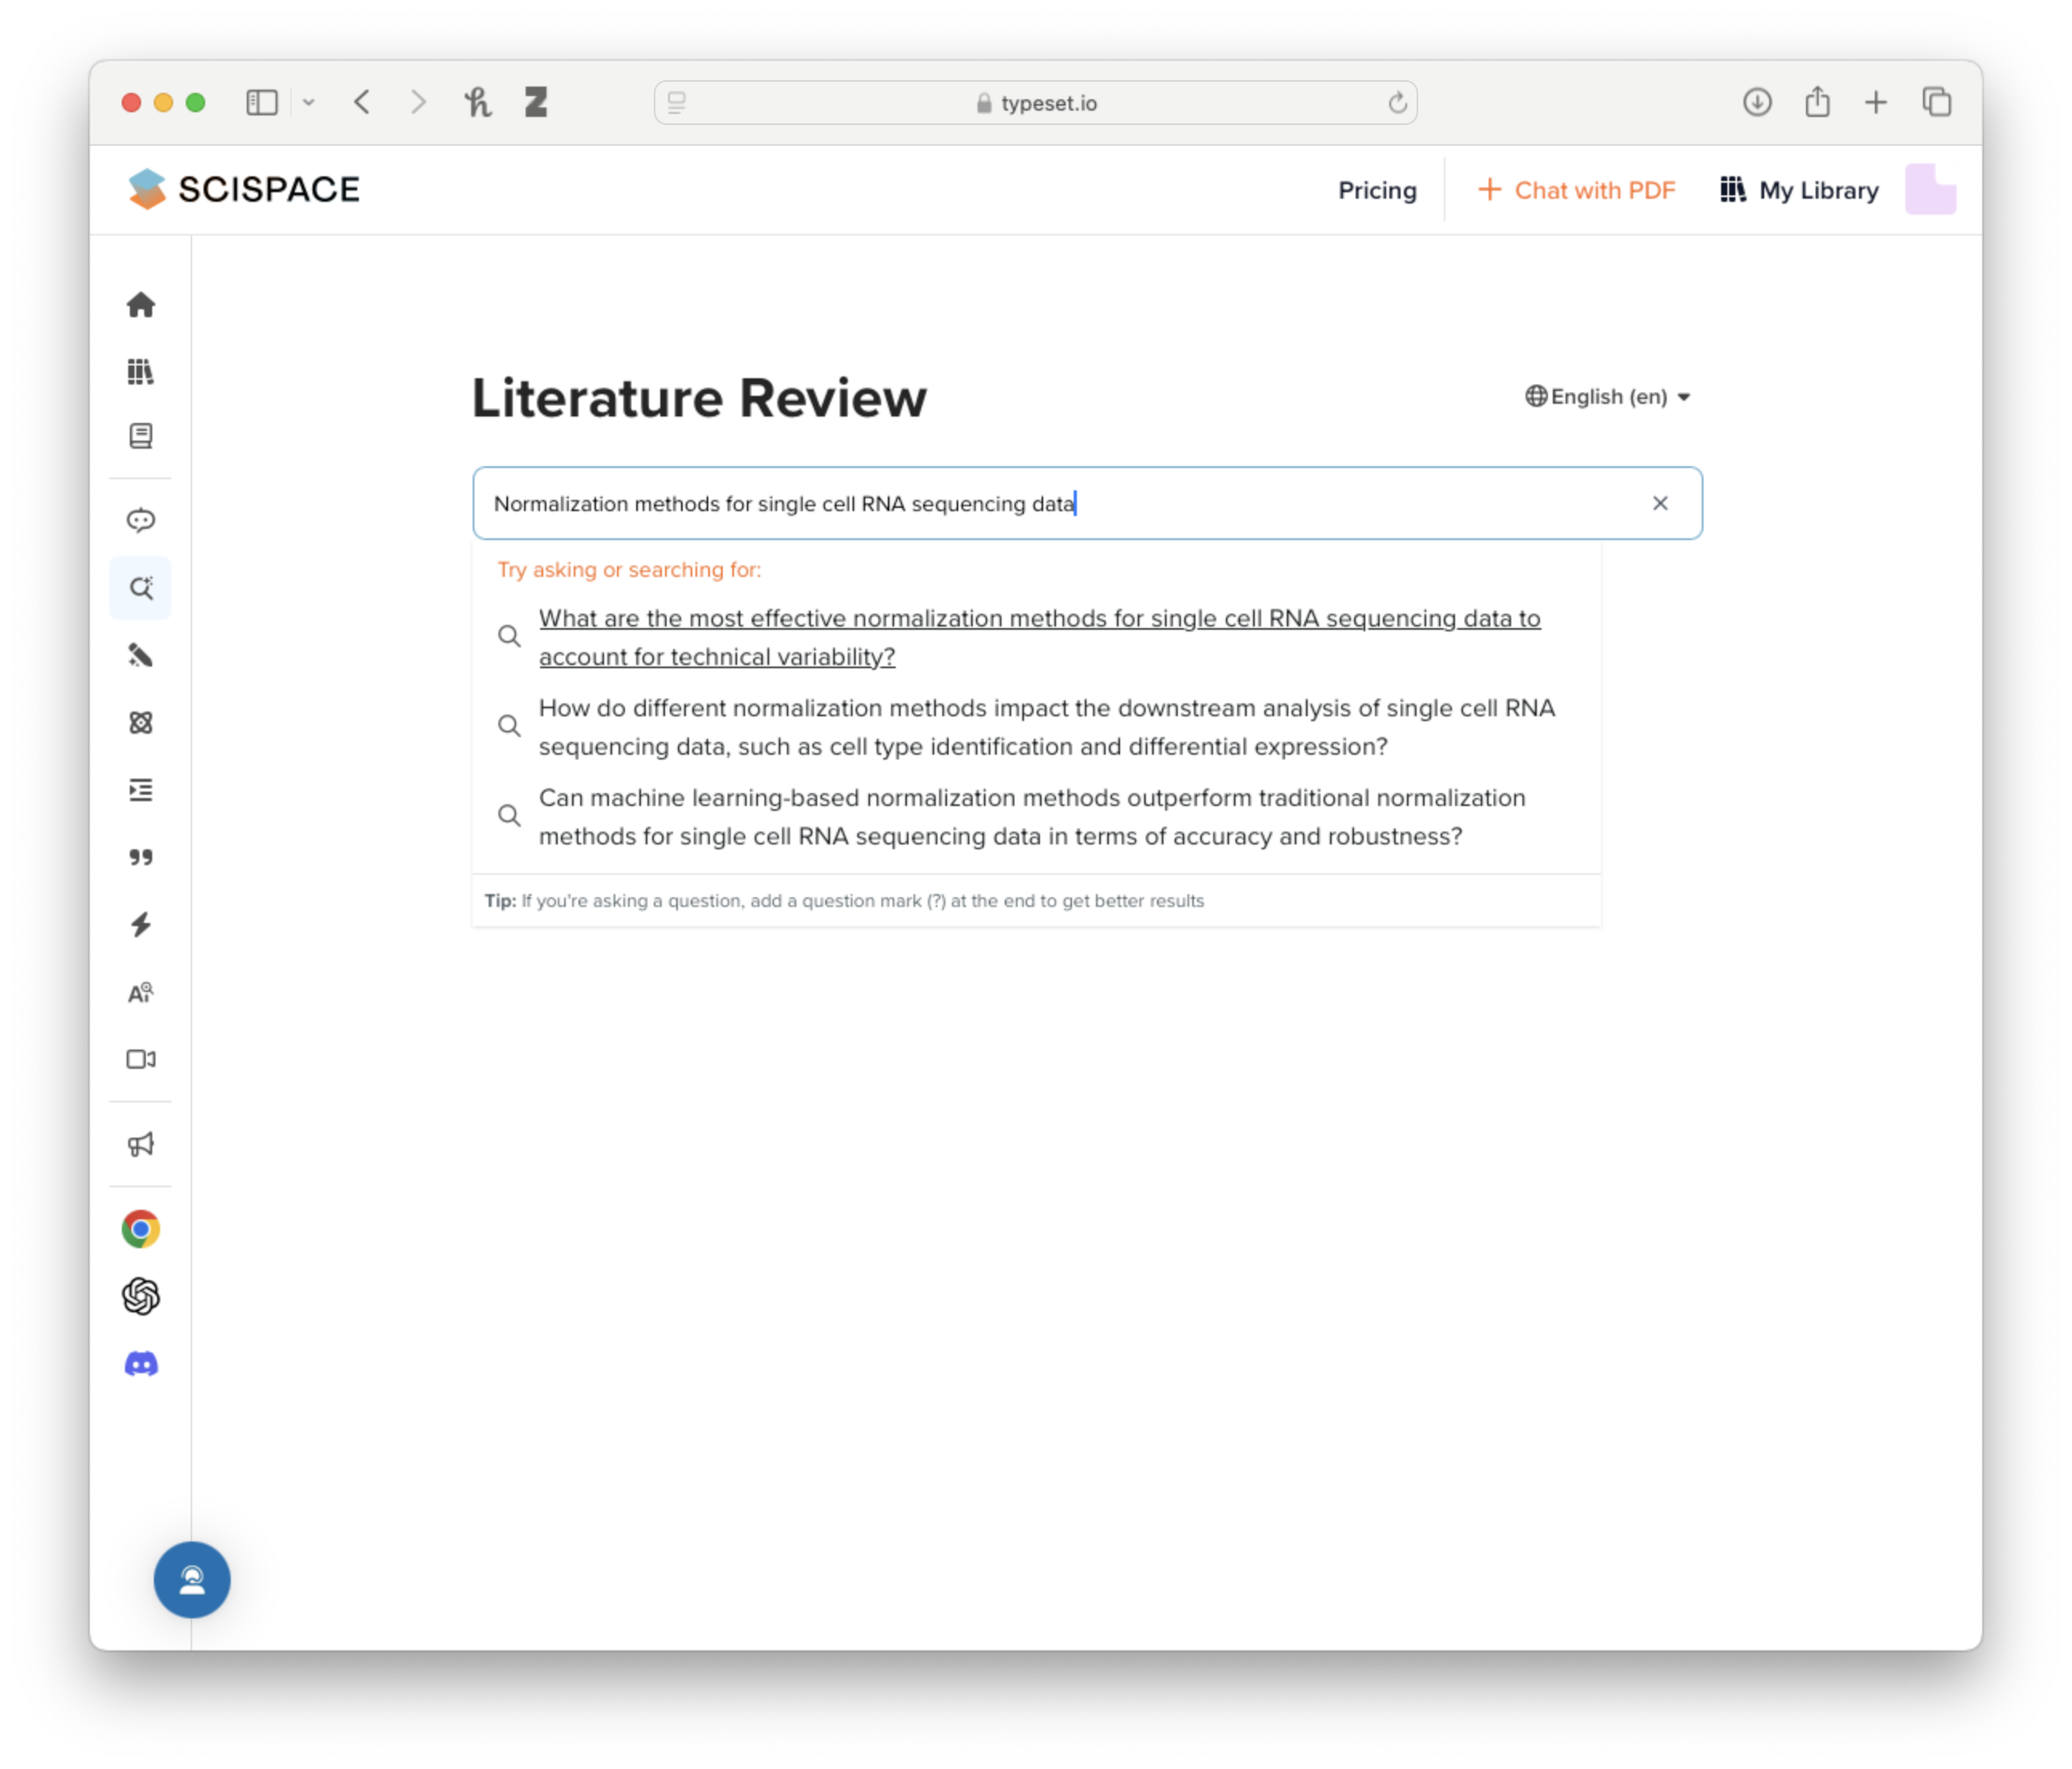 typeset.io
SCISPACE
Pricing
+ Chat with PDF
My Library
Literature Review
English (en)
Normalization methods for single cell RNA sequencing data
Try asking or searching for:
What are the most effective normalization methods for single cell RNA sequencing data to
account for technical variability?
How do different normalization methods impact the downstream analysis of single cell RNA
sequencing data, such as cell type identification and differential expression?
Can machine learning-based normalization methods outperform traditional normalization
methods for single cell RNA sequencing data in terms of accuracy and robustness?
Tip: If you're asking a question, add a question mark (?) at the end to get better results